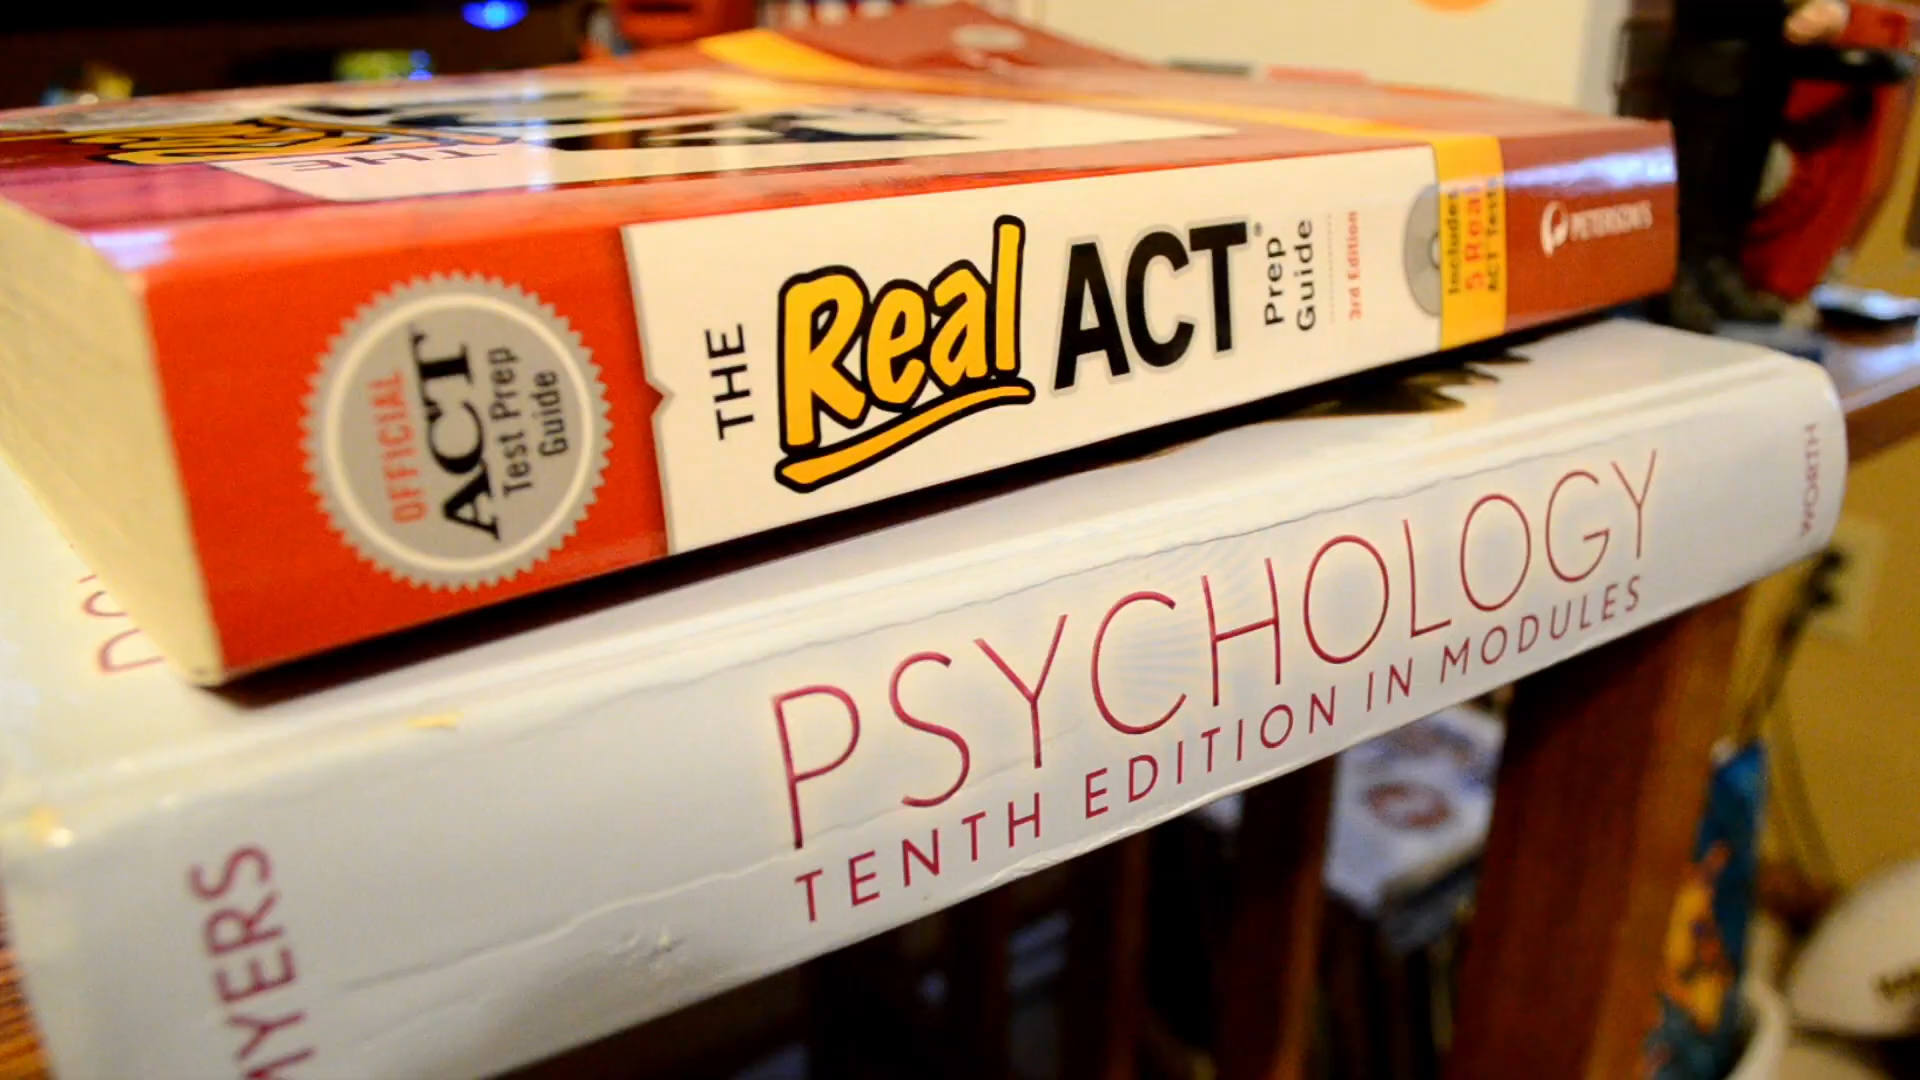 OFFICIAL
ACT
Test Prep
Guide
THE
Real ACT®
Prep
Guide
3rd Edition
Includes
5 Real
ACT Tests
PETERSON'S
THE
MYERS
PSYCHOLOGY
TENTH EDITION IN MODULES
WORTH